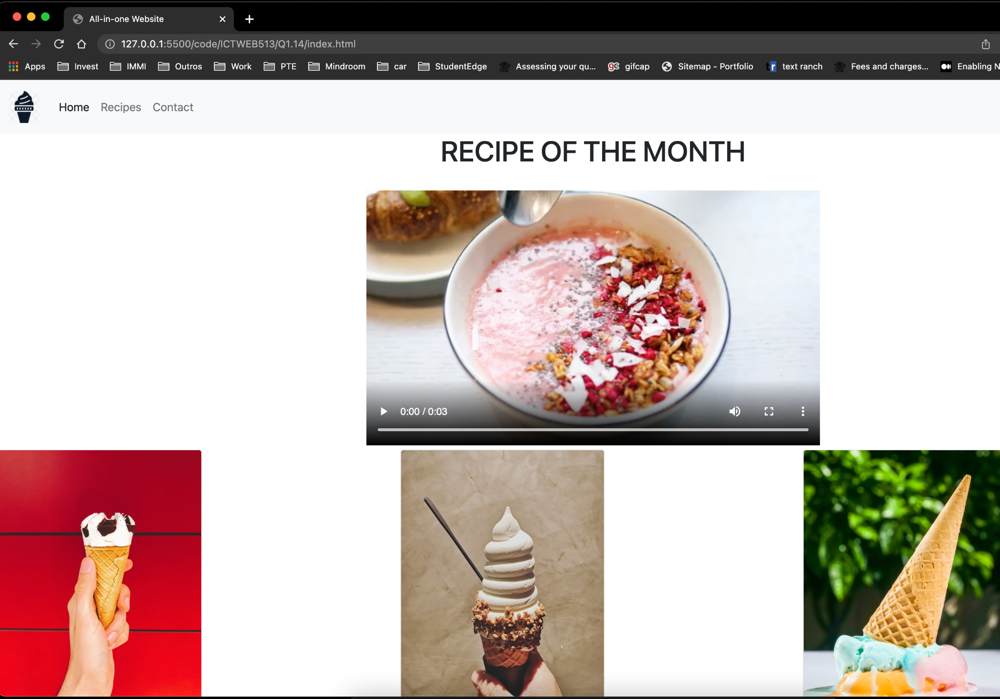 All-in-one Website
127.0.0.1:5500/code/ICTWEB513/Q1.14/index.html
Apps Invest IMMI Outros Work PTE Mindroom car StudentEdge Assessing your qu... gifcap Sitemap - Portfolio tr text ranch Fees and charges... Enabling N
Home Recipes Contact
RECIPE OF THE MONTH
0:00 / 0:03